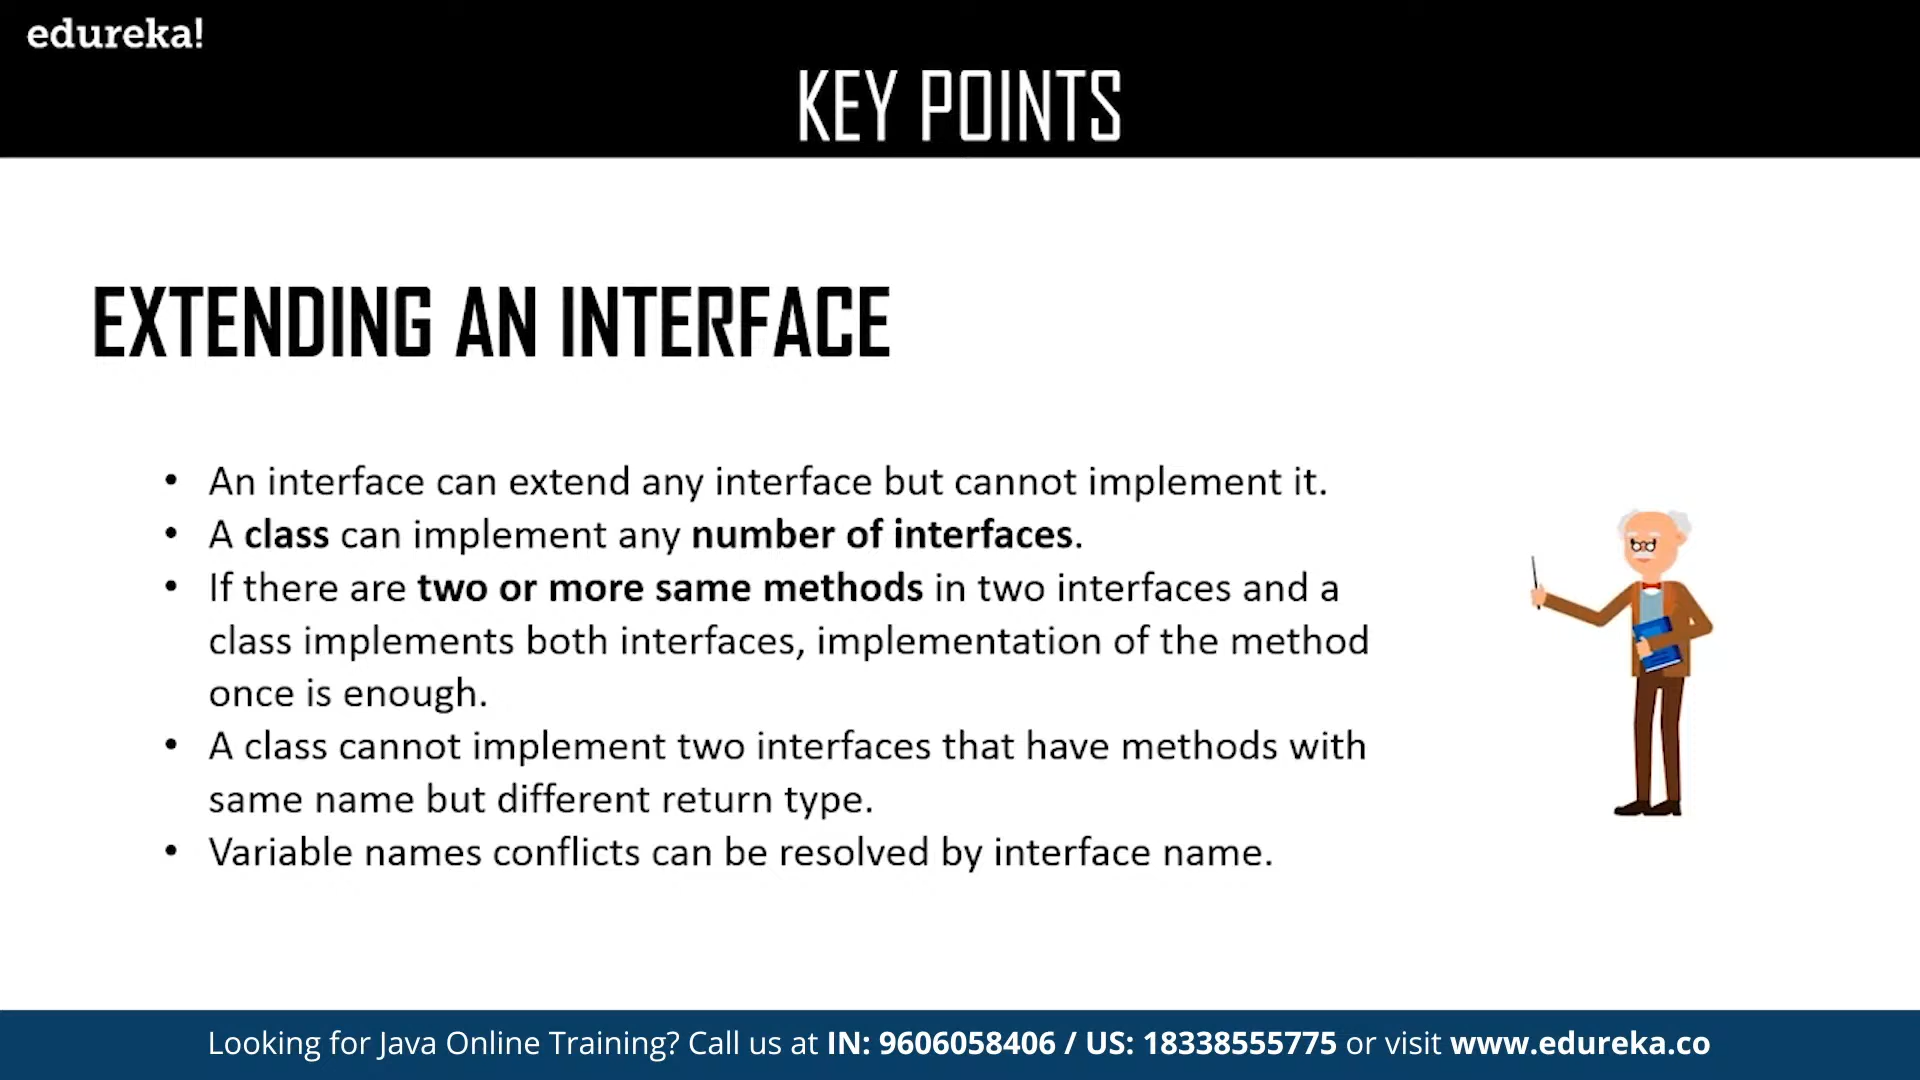 edureka!
KEY POINTS
EXTENDING AN INTERFACE
• An interface can extend any interface but cannot implement it.
• A class can implement any number of interfaces.
• If there are two or more same methods in two interfaces and a
class implements both interfaces, implementation of the method
once is enough.
• A class cannot implement two interfaces that have methods with
same name but different return type.
• Variable names conflicts can be resolved by interface name.
Looking for Java Online Training? Call us at IN: 9606058406 / US: 18338555775 or visit www.edureka.co